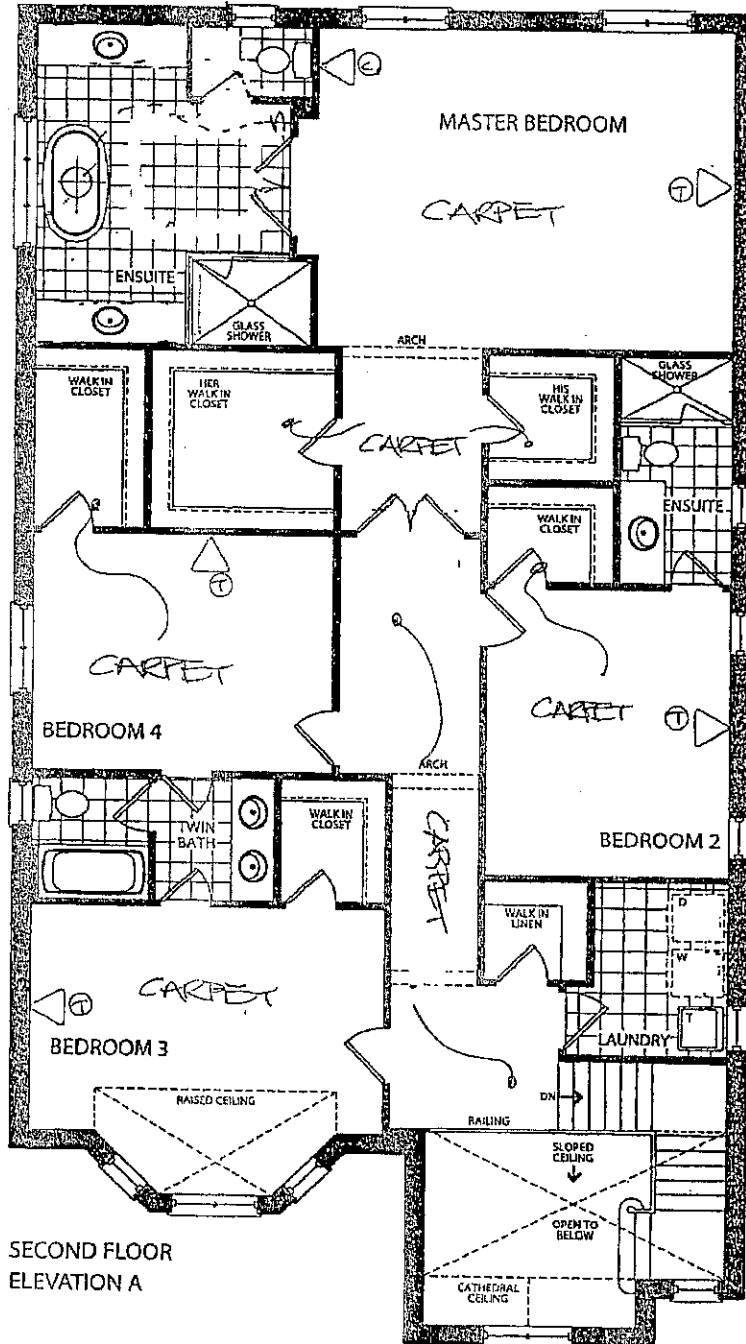 C
MASTER BEDROOM
CARPET
T
ENSUITE
GLASS
SHOWER
ARCH
WALK IN
CLOSET
HER
WALK IN
CLOSET
CARPET
HIS
WALK IN
CLOSET
GLASS
SHOWER
ENSUITE
WALK IN
CLOSET
T
CARPET
BEDROOM 4
CARPET
T
BEDROOM 2
ARCH
TWIN
BATH
WALK IN
CLOSET
CARPET
WALK IN
LINEN
D
W
T
LAUNDRY
CARPET
T
BEDROOM 3
RAISED CEILING
DN
RAILING
SLOPED
CEILING
OPEN TO
BELOW
CATHEDRAL
CEILING
SECOND FLOOR
ELEVATION A